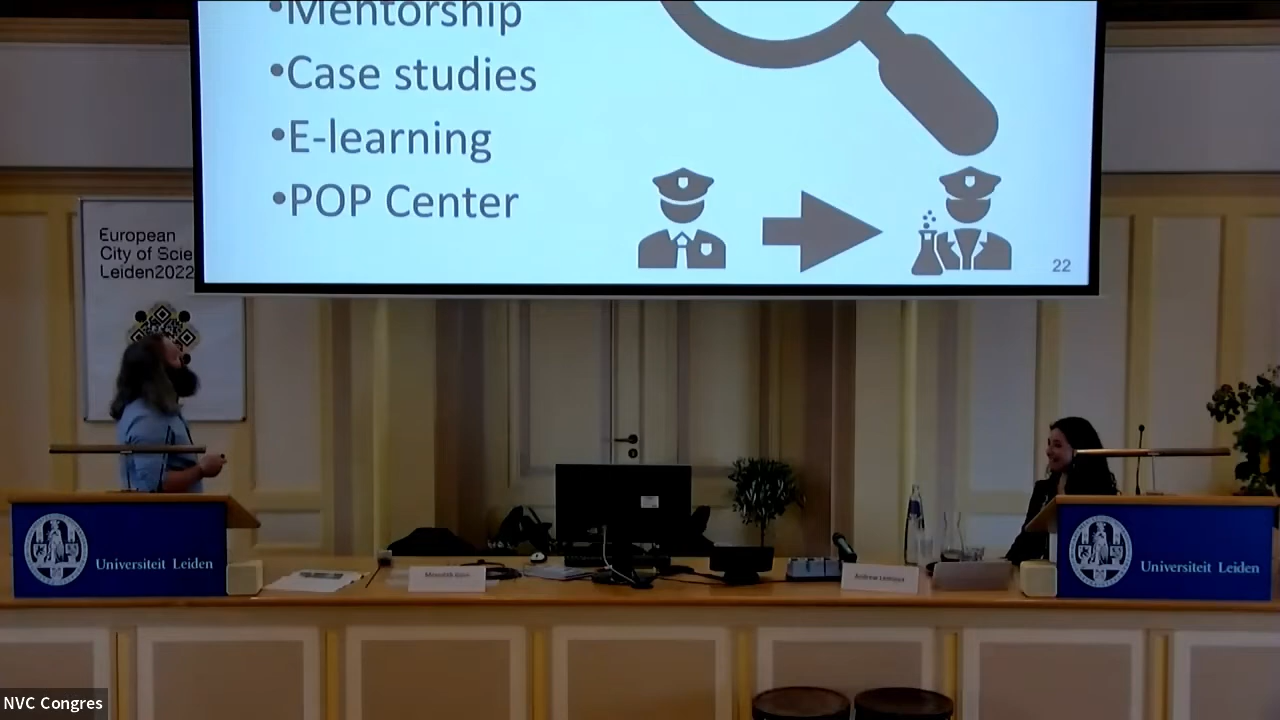 •Mentorship
•Case studies
•E-learning
•POP Center
22
European
City of Scie
Leiden2022
Universiteit Leiden
Universiteit Leiden
NVC Congres